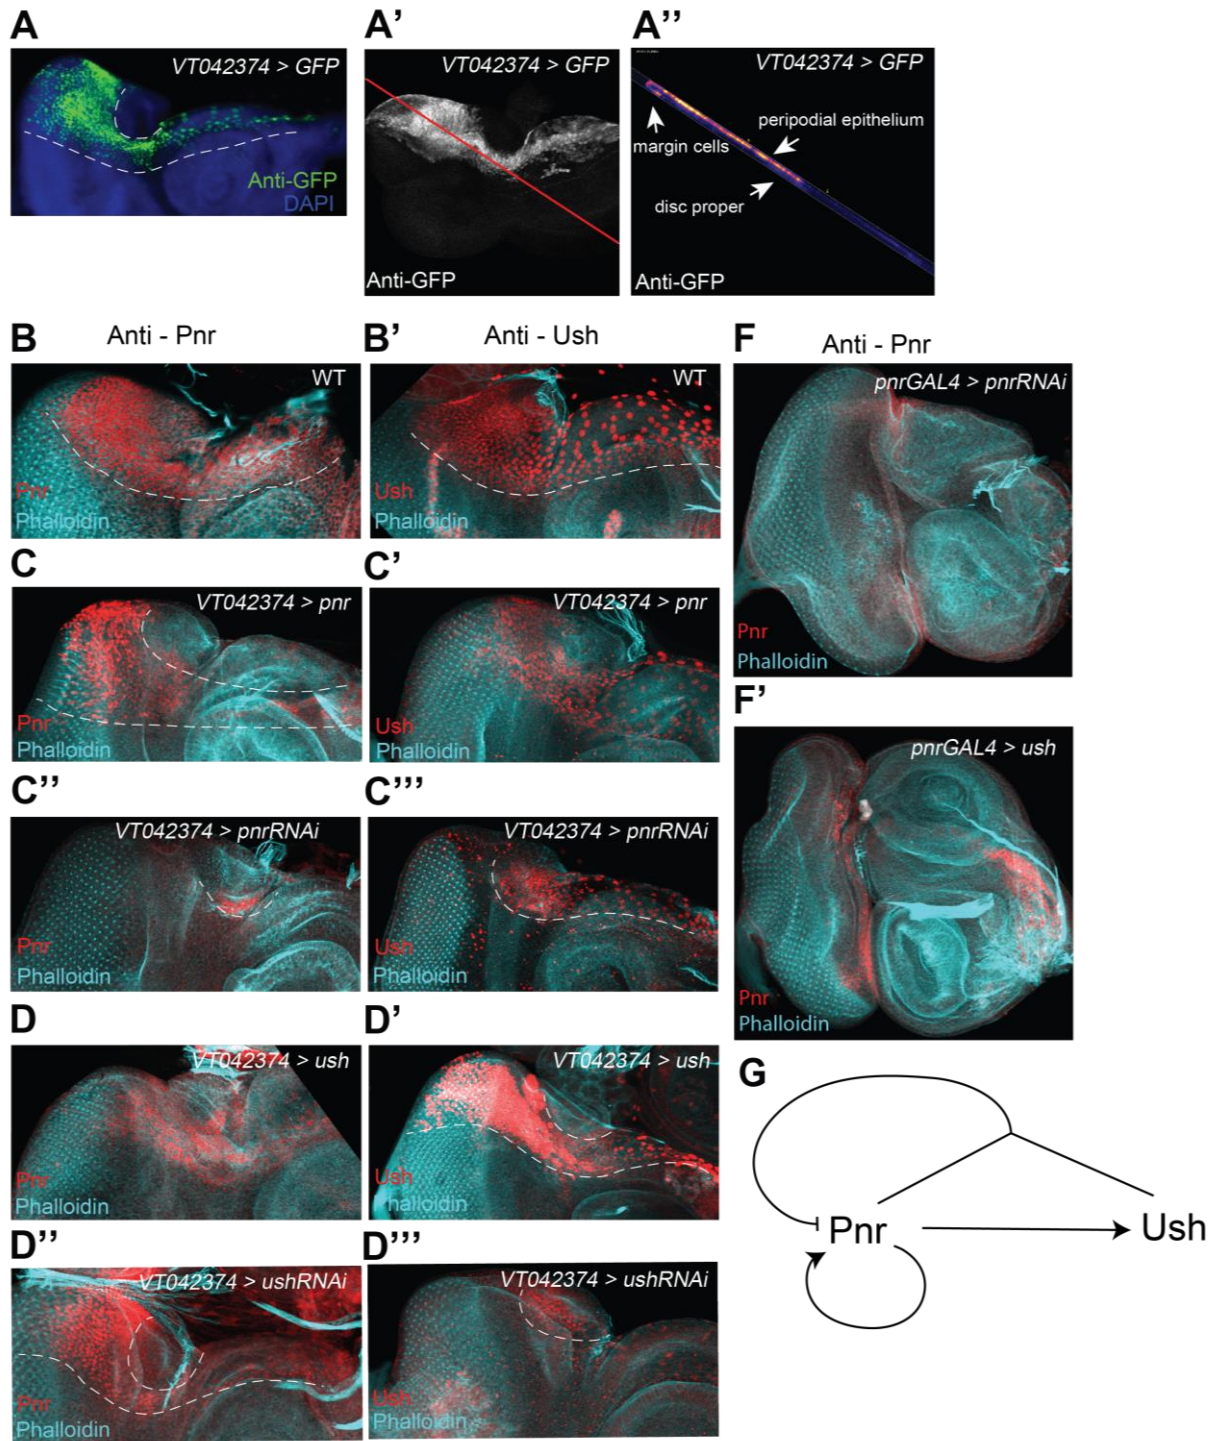 A
VT042374 > GFP
Anti-GFP
DAPI
A'
VT042374 > GFP
Anti-GFP
A''
VT042374 > GFP
margin cells
peripodial epithelium
disc proper
Anti-GFP
Anti - Pnr
Anti - Ush
B
WT
Pnr
Phalloidin
B'
WT
Ush
Phalloidin
C
VT042374 > pnr
Pnr
Phalloidin
C'
VT042374 > pnr
Ush
Phalloidin
C''
VT042374 > pnrRNAi
Pnr
Phalloidin
C'''
VT042374 > pnrRNAi
Ush
Phalloidin
D
VT042374 > ush
Pnr
Phalloidin
D'
VT042374 > ush
Ush
Phalloidin
D''
VT042374 > ushRNAi
Pnr
Phalloidin
D'''
VT042374 > ushRNAi
Ush
Phalloidin
F
Anti - Pnr
pnrGAL4 > pnrRNAi
Pnr
Phalloidin
F'
pnrGAL4 > ush
Pnr
Phalloidin
G
Pnr
Ush